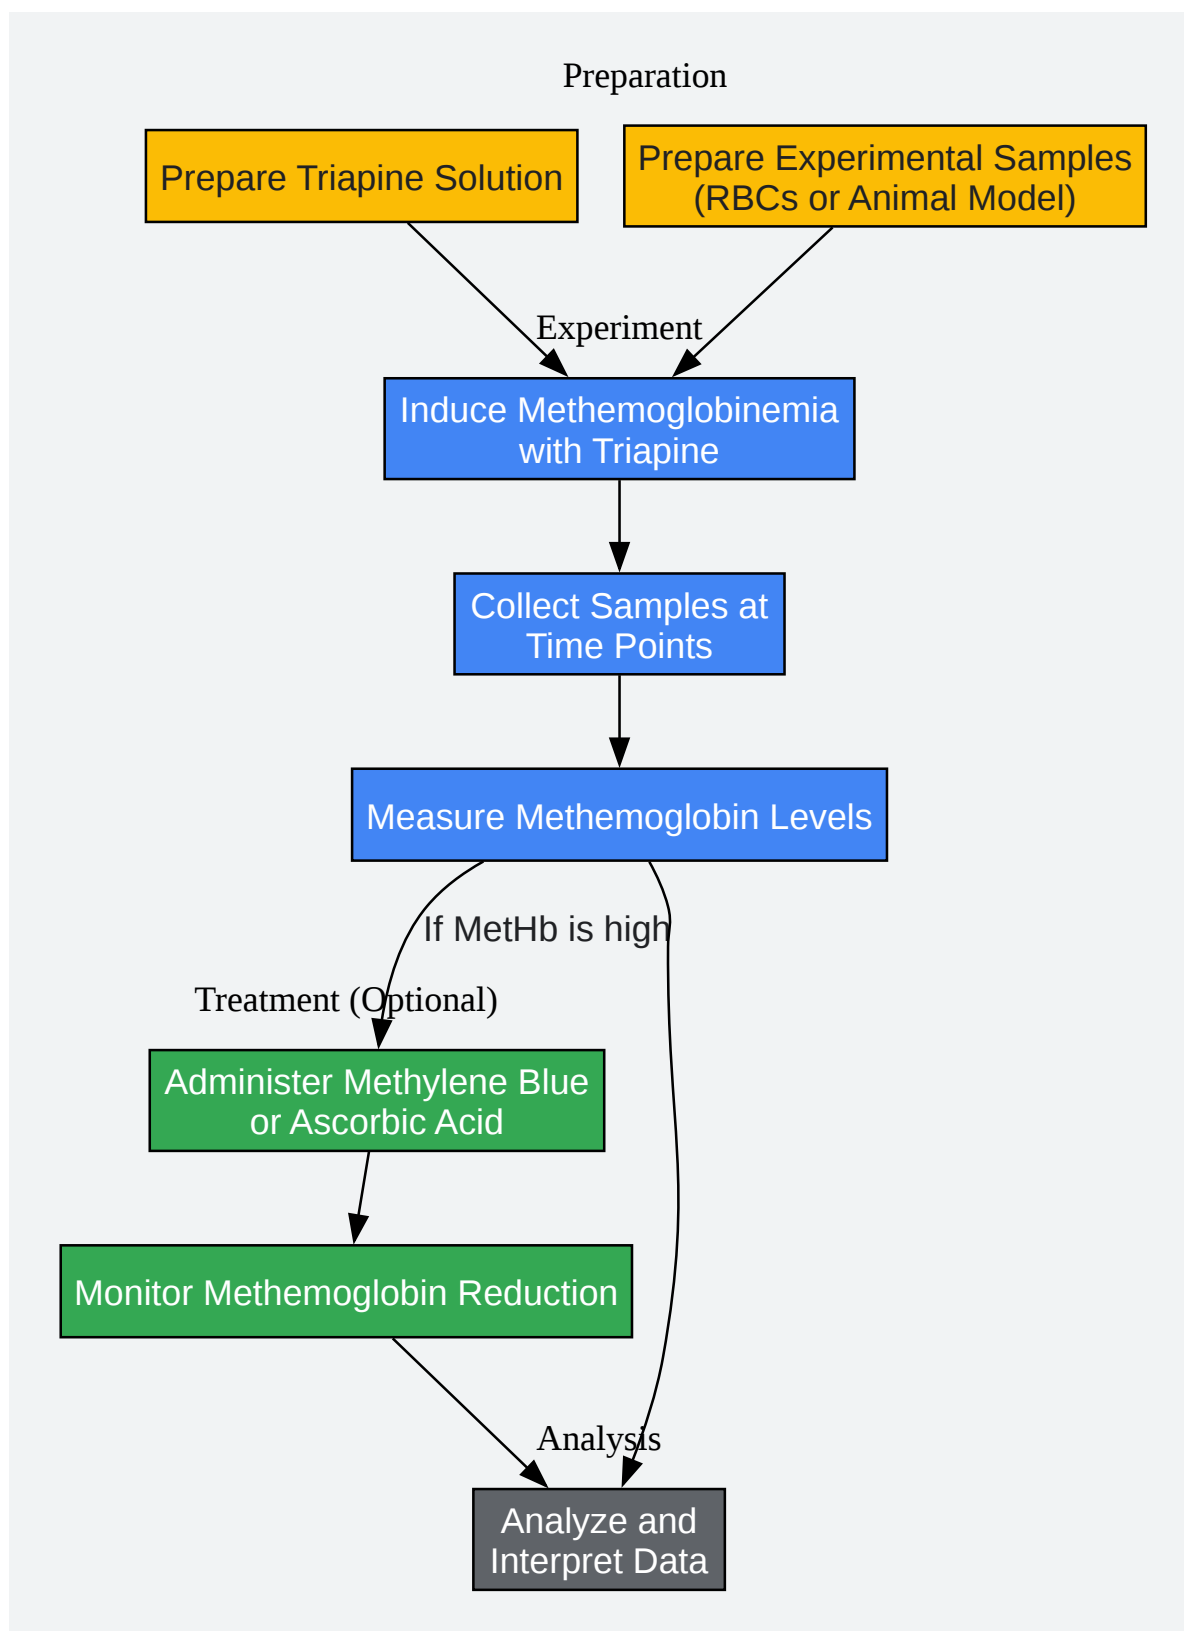 Preparation
Prepare Triapine Solution
Prepare Experimental Samples
(RBCs or Animal Model)
Experiment
Induce Methemoglobinemia
with Triapine
Collect Samples at
Time Points
Measure Methemoglobin Levels
If MetHb is high
Treatment (Optional)
Administer Methylene Blue
or Ascorbic Acid
Monitor Methemoglobin Reduction
Analysis
Analyze and
Interpret Data